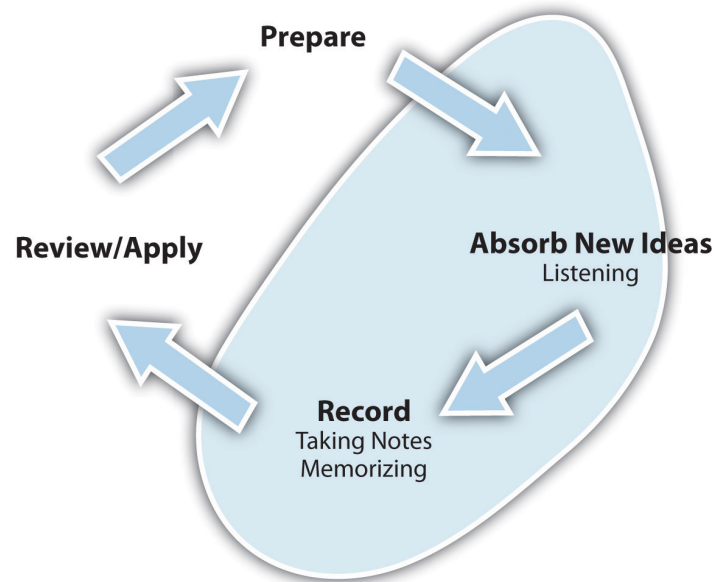 Prepare
Absorb New Ideas
Listening
Record
Taking Notes
Memorizing
Review/Apply